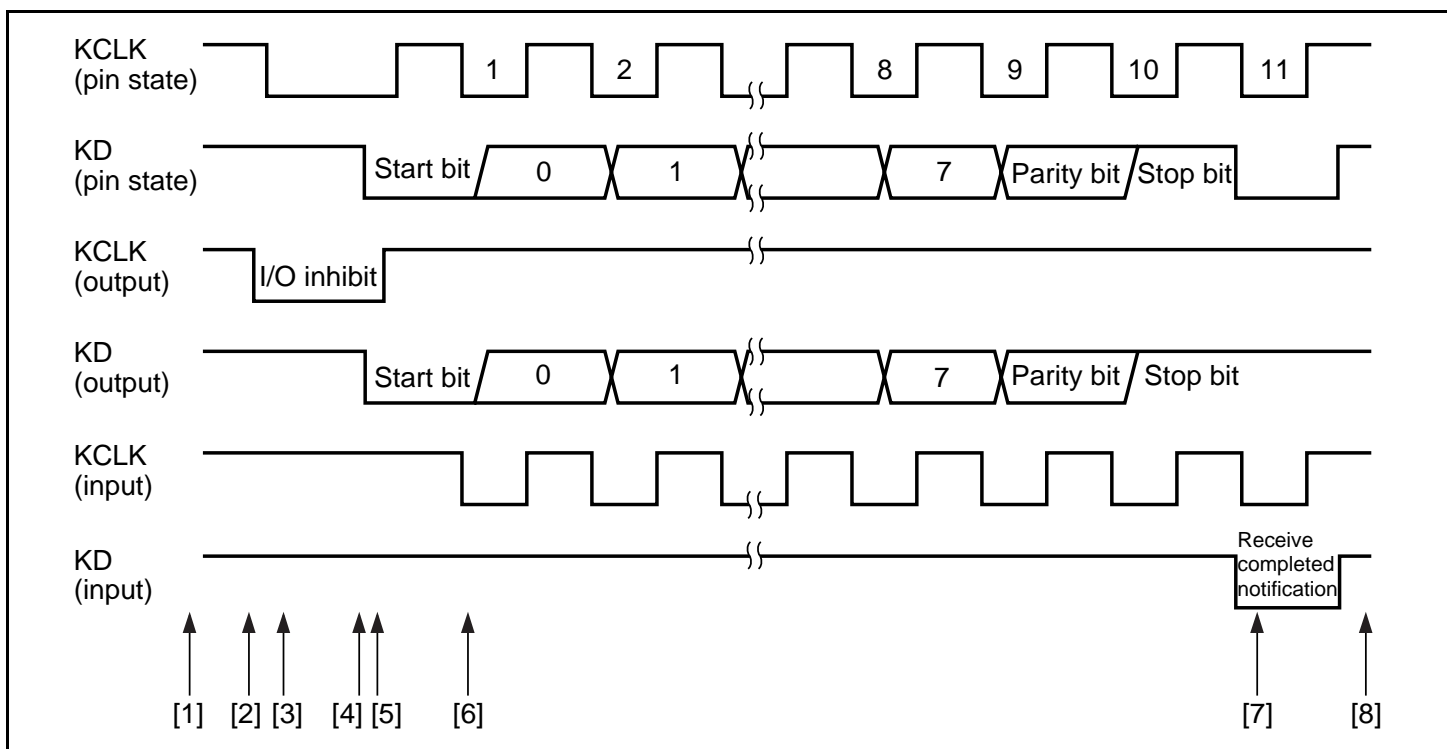 KCLK
(pin state)
1 2 8 9 10 11
KD
(pin state)
Start bit 0 1 7 Parity bit Stop bit
KCLK
(output)
I/O inhibit
KD
(output)
Start bit 0 1 7 Parity bit Stop bit
KCLK
(input)
KD
(input)
Receive
completed
notification
[1] [2] [3] [4] [5] [6] [7] [8]